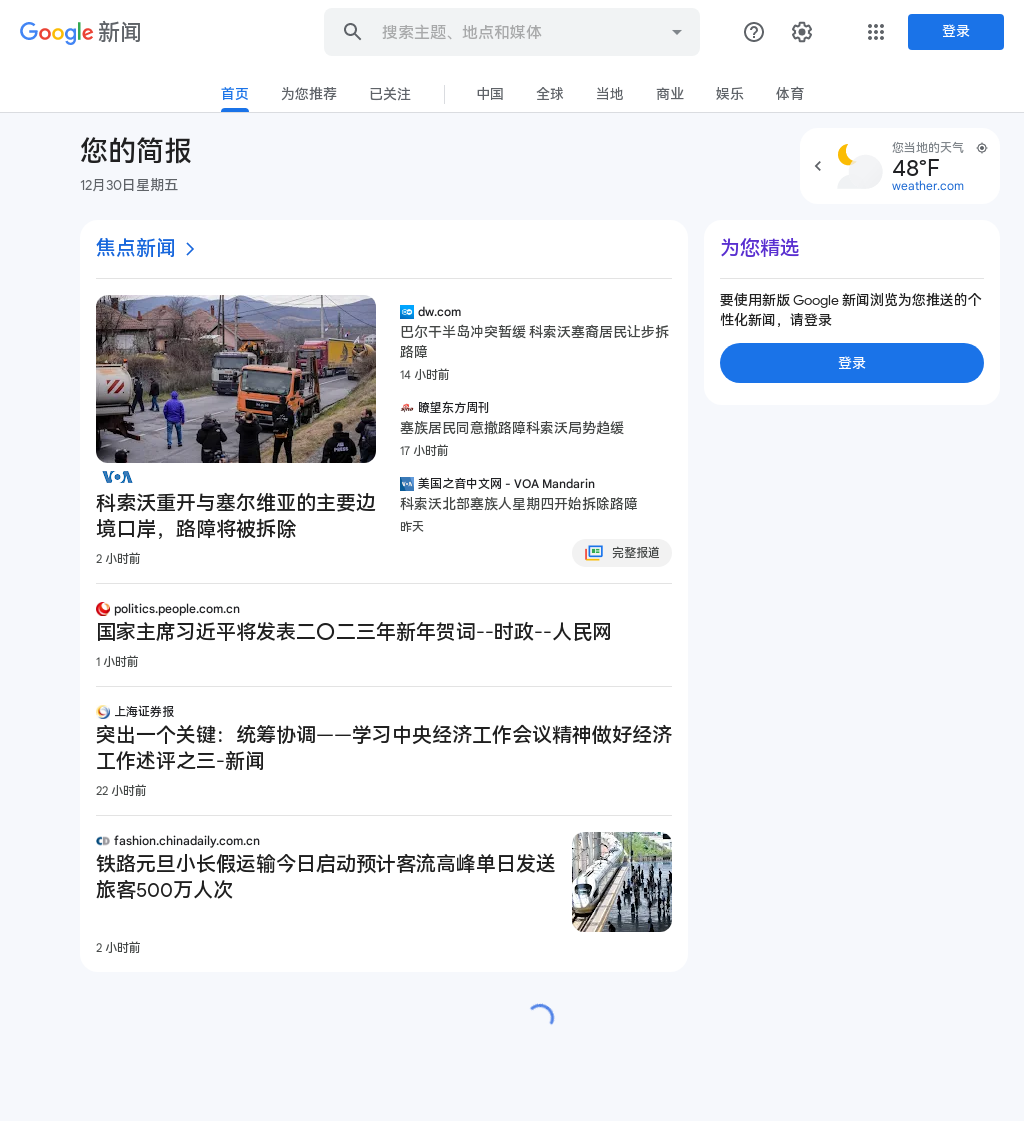 Google 新闻
搜索主题、地点和媒体
登录
首页
为您推荐
已关注
中国
全球
当地
商业
娱乐
体育
您的简报
12月30日星期五
您当地的天气
48°F
weather.com
焦点新闻
VOA
科索沃重开与塞尔维亚的主要边
境口岸，路障将被拆除
2 小时前
dw.com
巴尔干半岛冲突暂缓 科索沃塞裔居民让步拆
路障
14 小时前
瞭望东方周刊
塞族居民同意撤路障科索沃局势趋缓
17 小时前
美国之音中文网 - VOA Mandarin
科索沃北部塞族人星期四开始拆除路障
昨天
完整报道
politics.people.com.cn
国家主席习近平将发表二〇二三年新年贺词--时政--人民网
1 小时前
上海证券报
突出一个关键：统筹协调——学习中央经济工作会议精神做好经济
工作述评之三-新闻
22 小时前
fashion.chinadaily.com.cn
铁路元旦小长假运输今日启动预计客流高峰单日发送
旅客500万人次
2 小时前
为您精选
要使用新版 Google 新闻浏览为您推送的个
性化新闻，请登录
登录